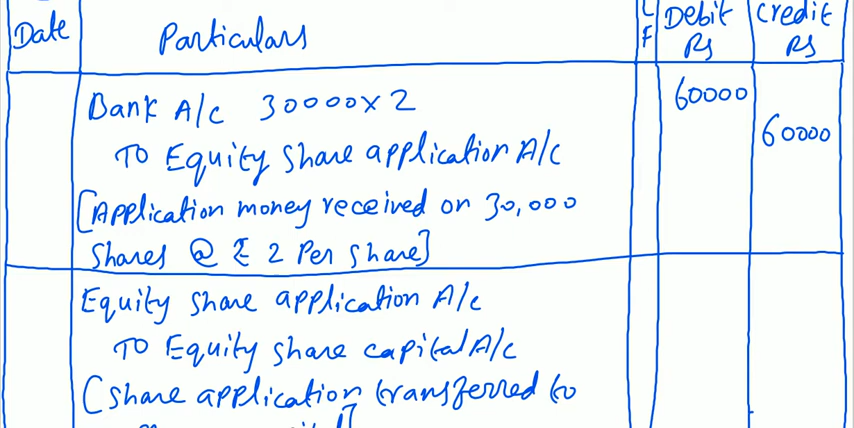 Date Particulars LF Debit Rs Credit Rs
Bank A/c 30000x2 60000
To Equity share application A/c 60000
[Application money received on 30,000
shares @ ₹ 2 Per share]
Equity share application A/c
To Equity share capital A/c
(share application transferred to